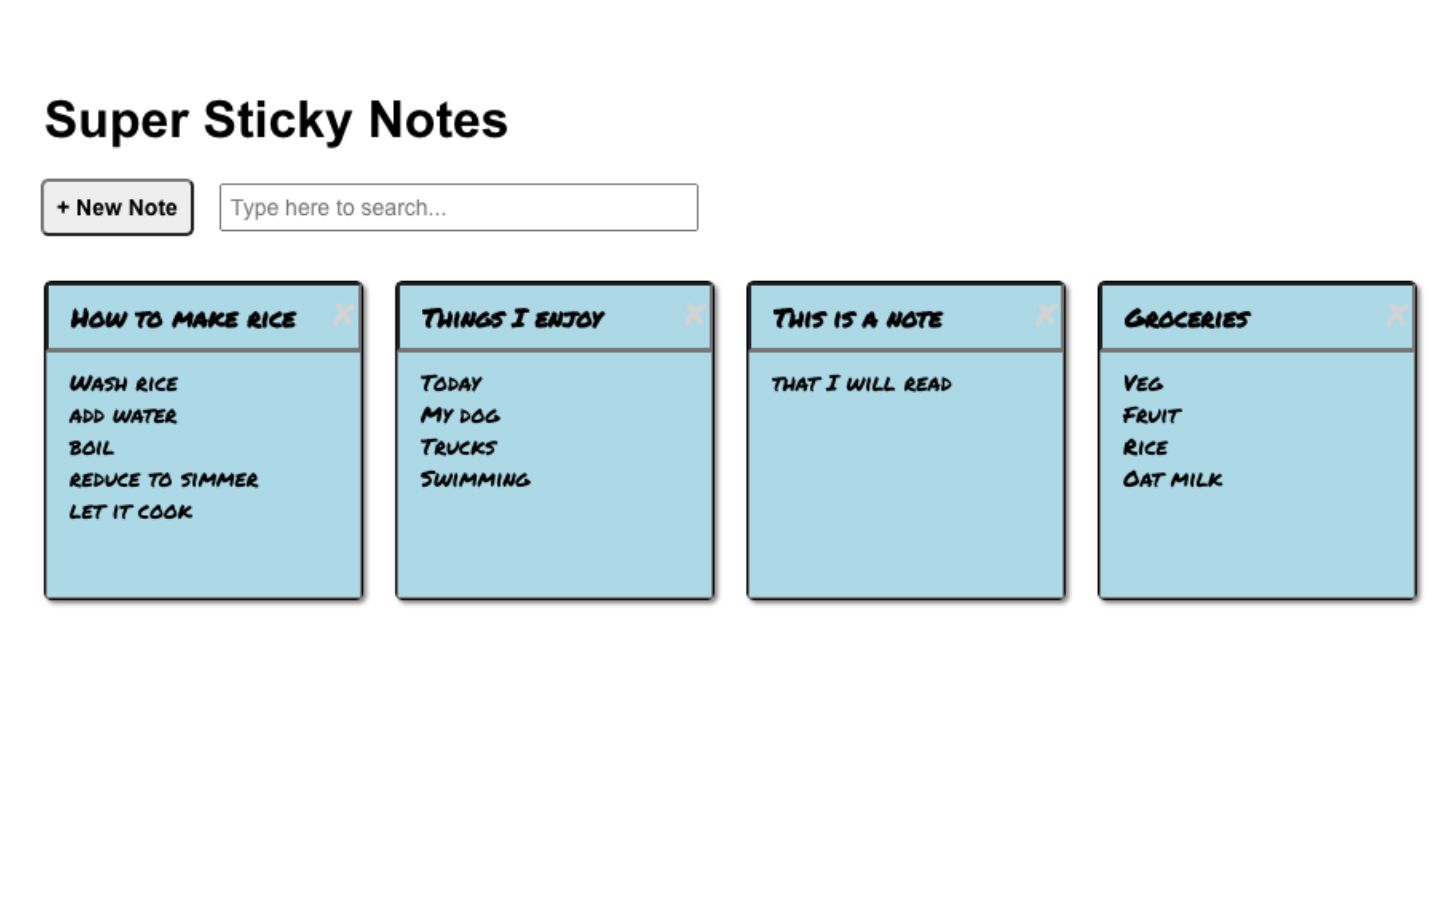 Super Sticky Notes
+ New Note
Type here to search...
How to make rice x
Wash rice
add water
boil
reduce to simmer
let it cook
Things I enjoy x
Today
My dog
Trucks
Swimming
This is a note x
that I will read
Groceries x
Veg
Fruit
Rice
Oat milk